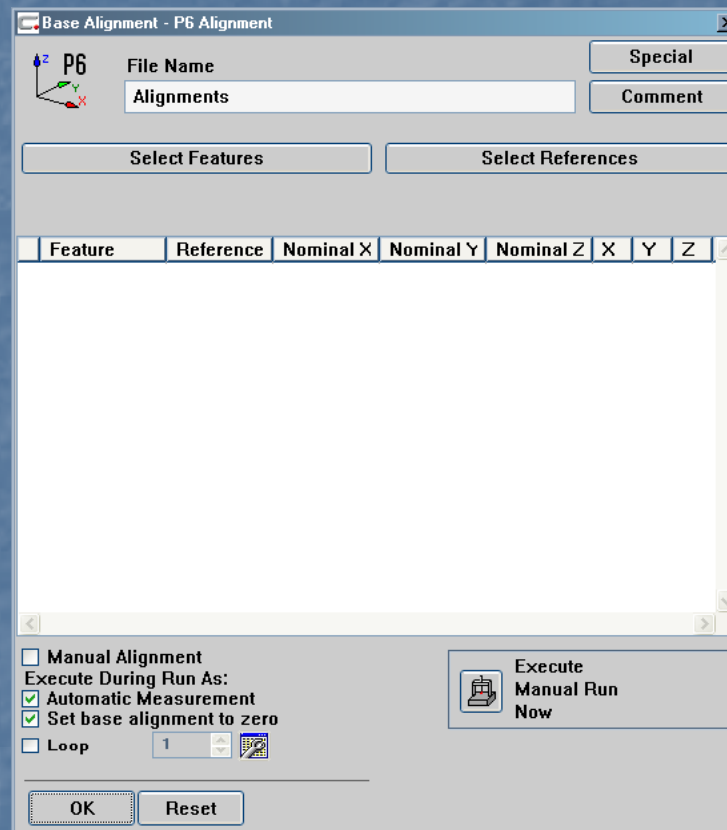 Base Alignment - P6 Alignment
Z P6
Y
X
File Name
Alignments
Special
Comment
Select Features
Select References
Feature Reference Nominal X Nominal Y Nominal Z X Y Z
Manual Alignment
Execute During Run As:
Automatic Measurement
Set base alignment to zero
Loop 1
Execute
Manual Run
Now
OK Reset